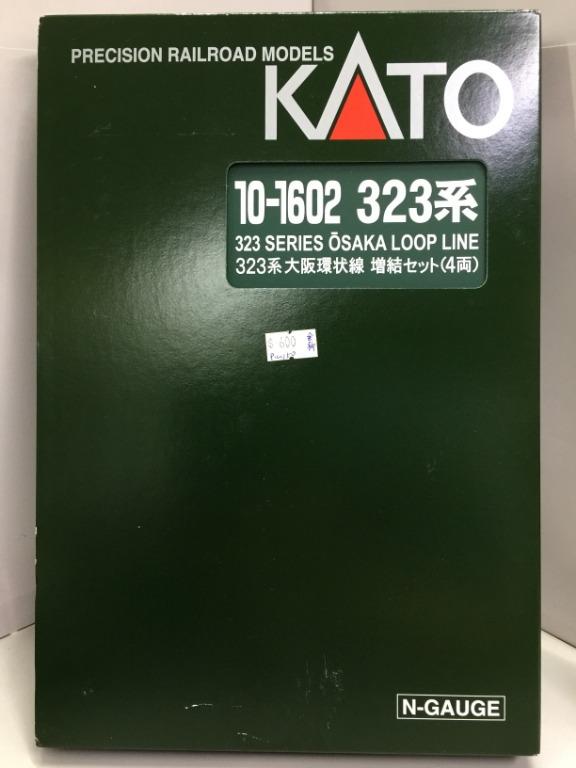 PRECISION RAILROAD MODELS
KATO
10-1602 323系
323 SERIES ŌSAKA LOOP LINE
323系大阪環状線 増結セット(4両)
$ 600
N-GAUGE